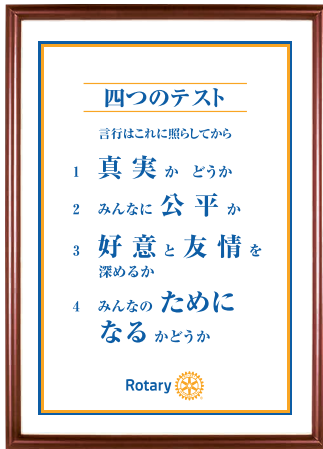 四つのテスト
言行はこれに照らしてから
1 真実か どうか
2 みんなに 公平 か
3 好意と友情を
深めるか
4 みんなの ために
なる かどうか
Rotary